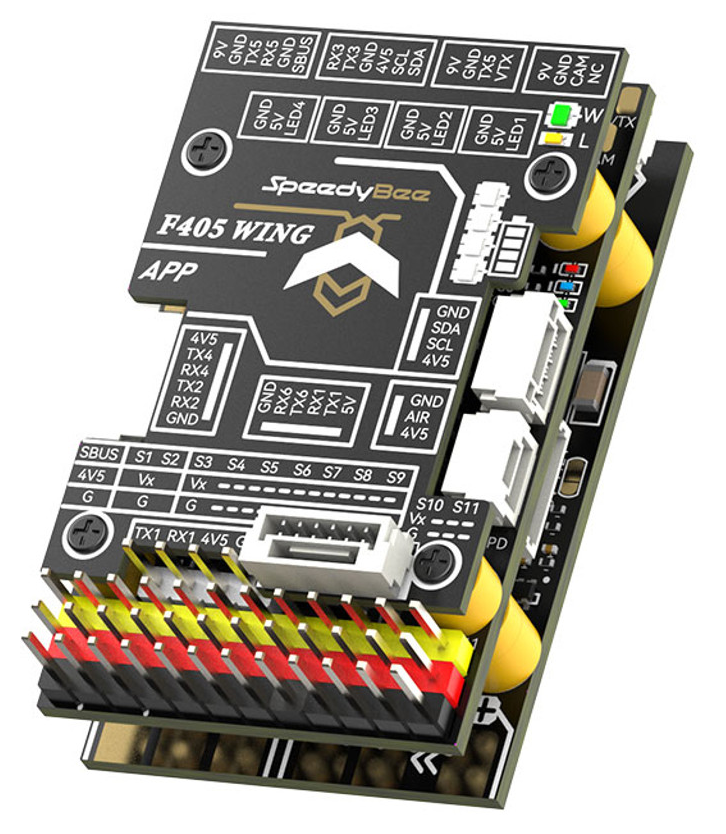 9V GND TX5 RX5 GND SBUS
RX3 TX3 GND 4V5 SCL SDA
9V GND TX5 VTX
9V GND CAM NC
GND 5V LED4
GND 5V LED3
GND 5V LED2
GND 5V LED1
W
L
VTX
SpeedyBee
F405 WING
APP
GND
SDA
SCL
4V5
4V5
TX4
RX4
TX2
RX2
GND
GND RX6 TX6 RX1 TX1 5V
GND
AIR
4V5
SBUS S1 S2 S3 S4 S5 S6 S7 S8 S9
4V5 Vx Vx
G G G
S10 S11
Vx
G
TX1 RX1 4V5 G
PD